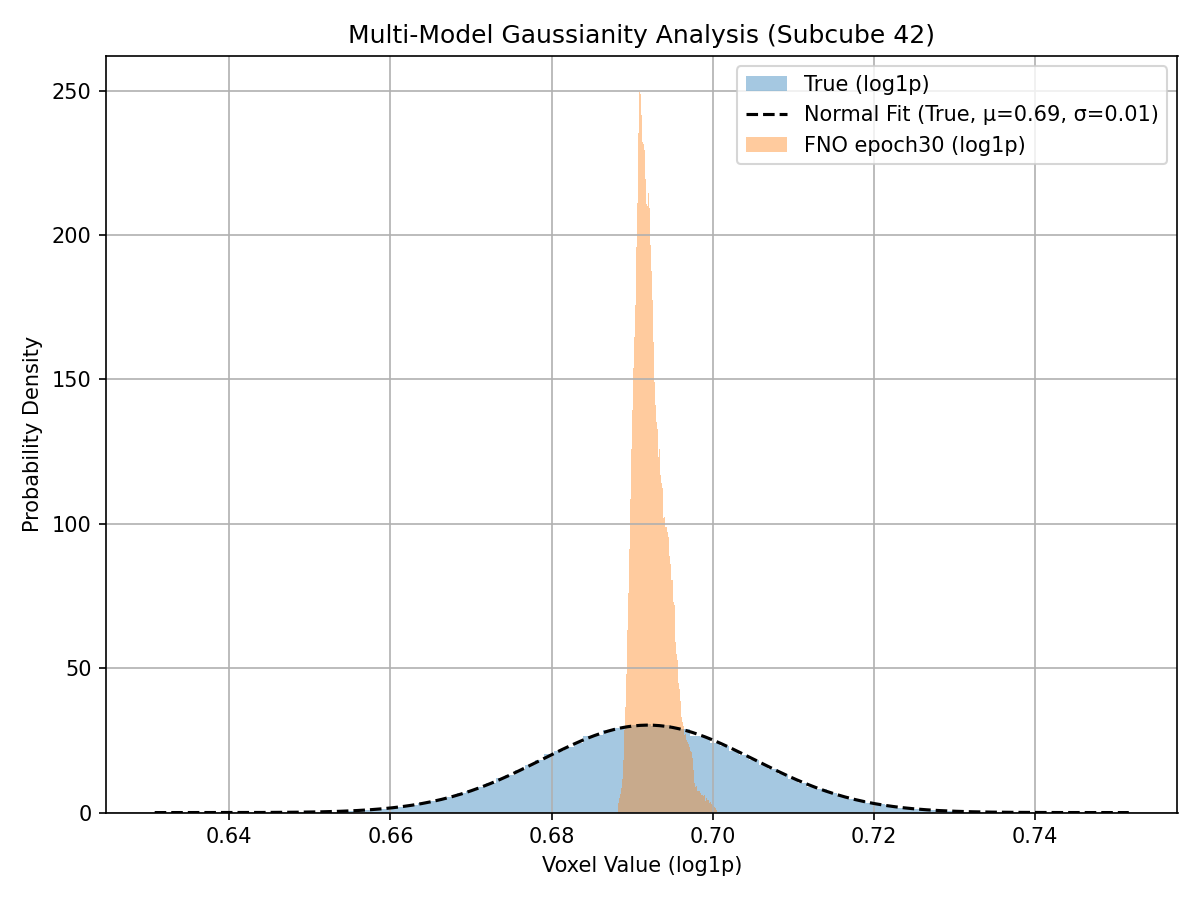 Multi-Model Gaussianity Analysis (Subcube 42)
True (log1p)
Normal Fit (True, μ=0.69, σ=0.01)
FNO epoch30 (log1p)
Probability Density
250
200
150
100
50
0
0.64 0.66 0.68 0.70 0.72 0.74
Voxel Value (log1p)